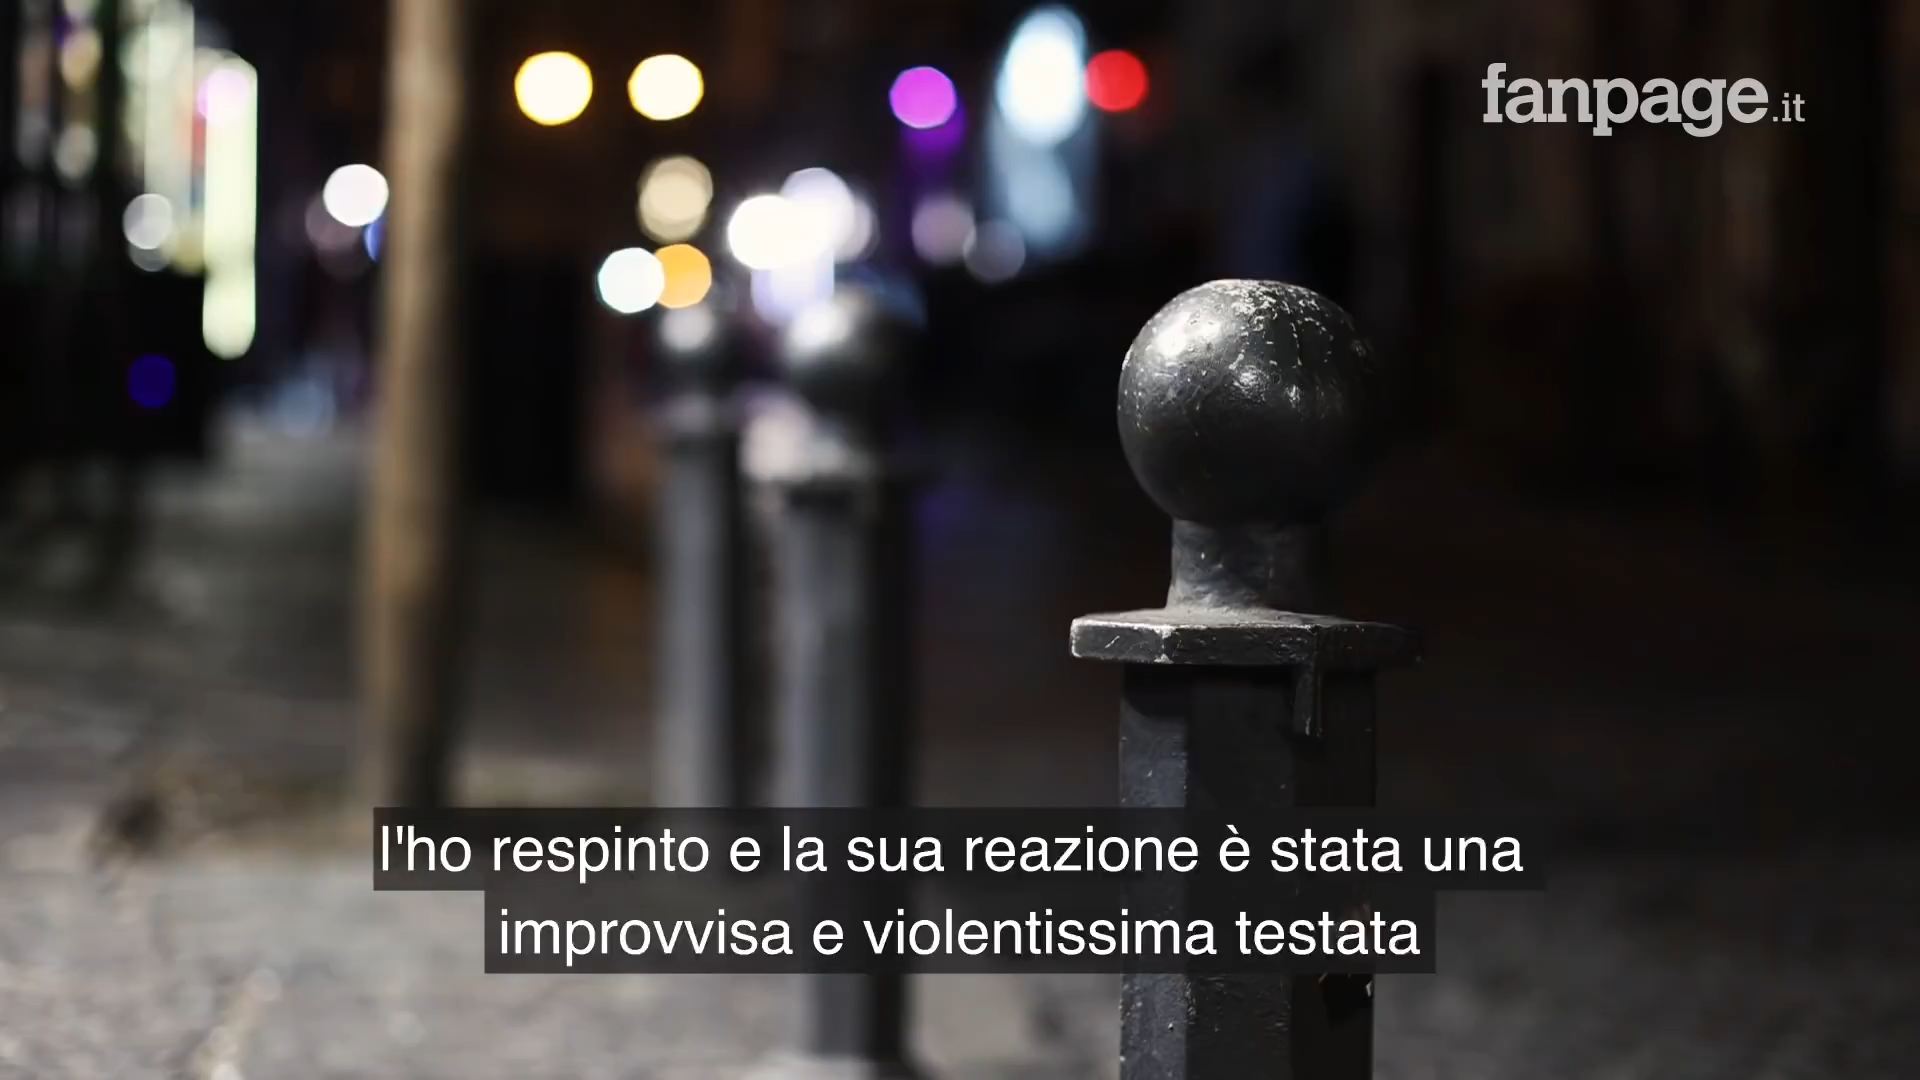 fanpage.it
l'ho respinto e la sua reazione è stata una
improvvisa e violentissima testata